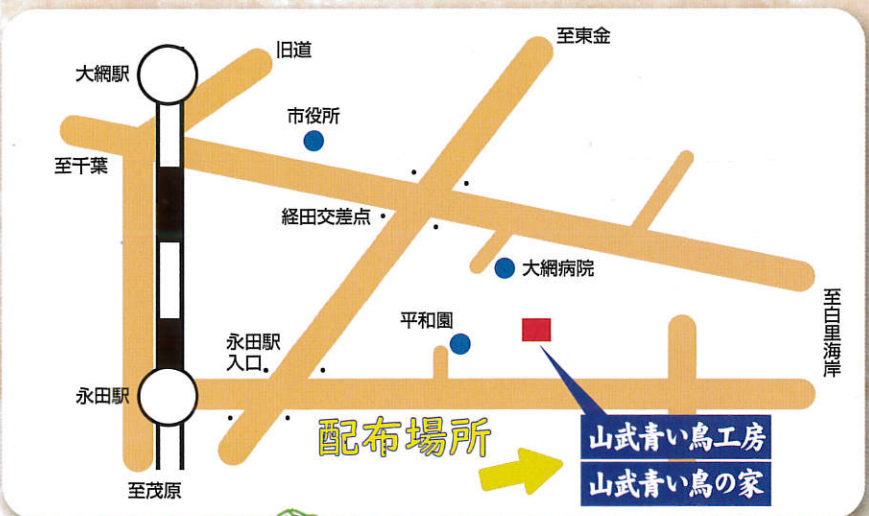 大網駅
旧道
至東金
市役所
至千葉
経田交差点
大網病院
至白里海岸
平和園
永田駅
入口
永田駅
配布場所
山武青い鳥工房
山武青い鳥の家
至茂原